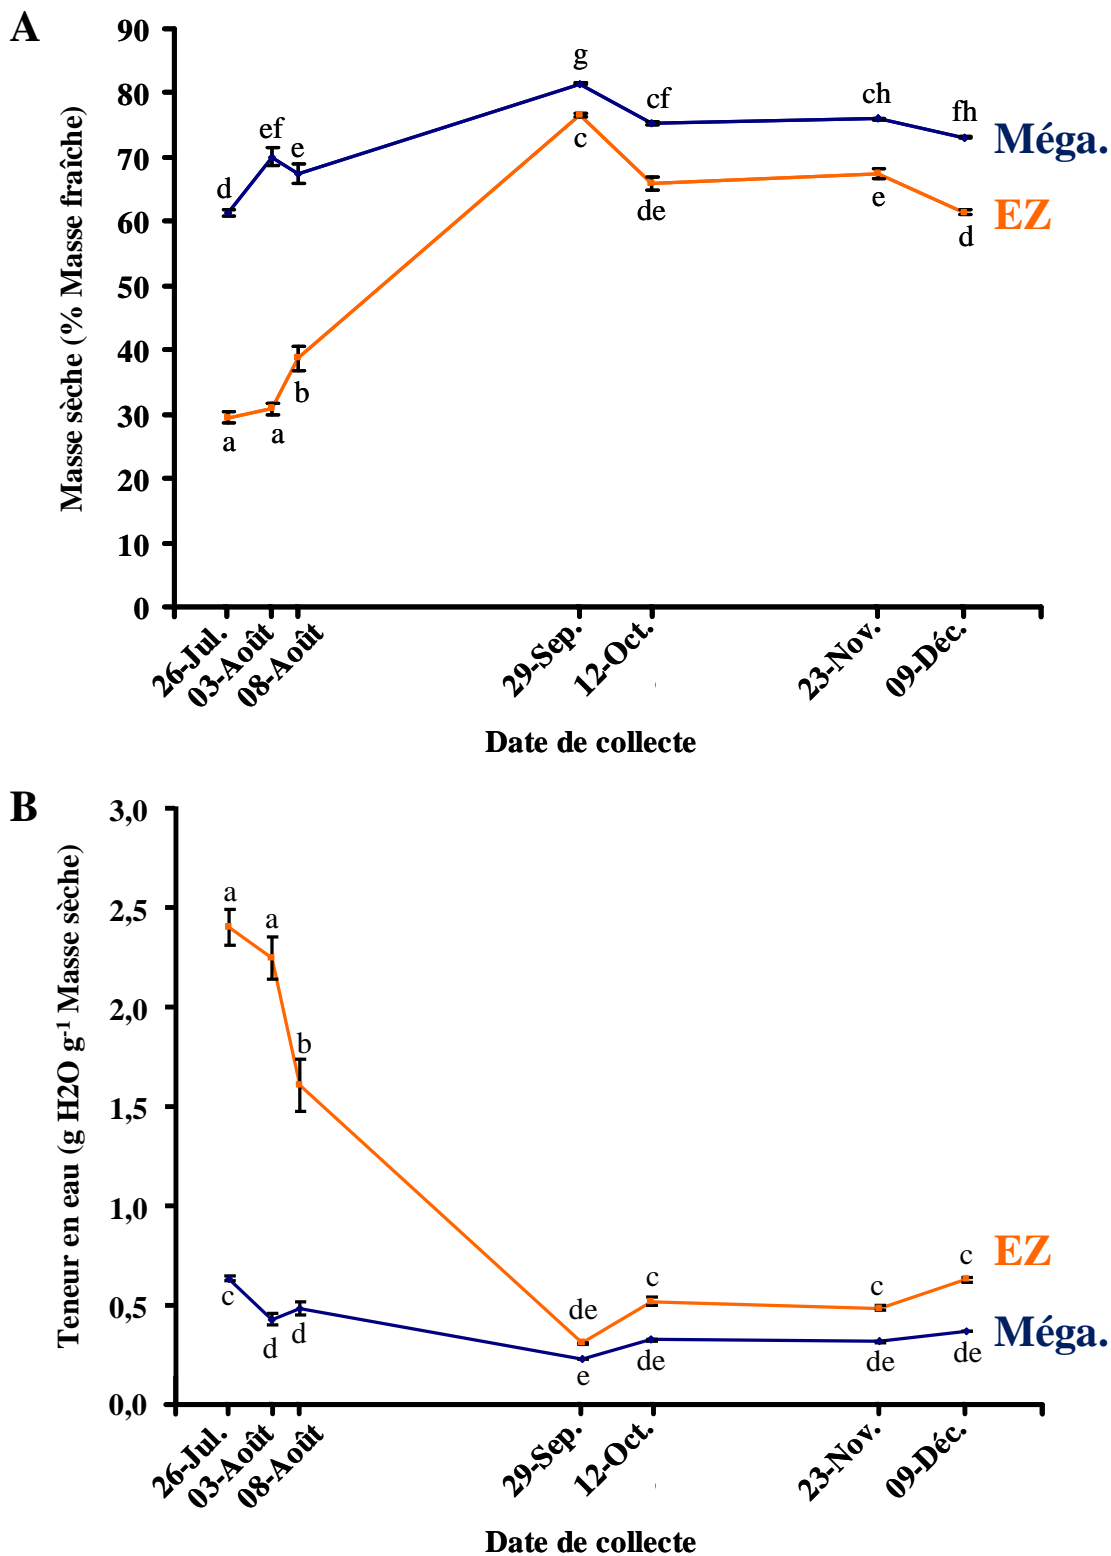 A
Masse sèche (% Masse fraîche)
90
80
70
60
50
40
30
20
10
0
d
ef
e
g
cf
ch
fh
Méga.
a
a
b
c
de
e
d
EZ
26-Jul.
03-Août
08-Août
29-Sep.
12-Oct.
23-Nov.
09-Déc.
Date de collecte
B
Teneur en eau (g H2O g-1 Masse sèche)
3,0
2,5
2,0
1,5
1,0
0,5
0,0
a
a
b
de
c
c
c
EZ
c
d
d
e
de
de
de
Méga.
26-Jul.
03-Août
08-Août
29-Sep.
12-Oct.
23-Nov.
09-Déc.
Date de collecte